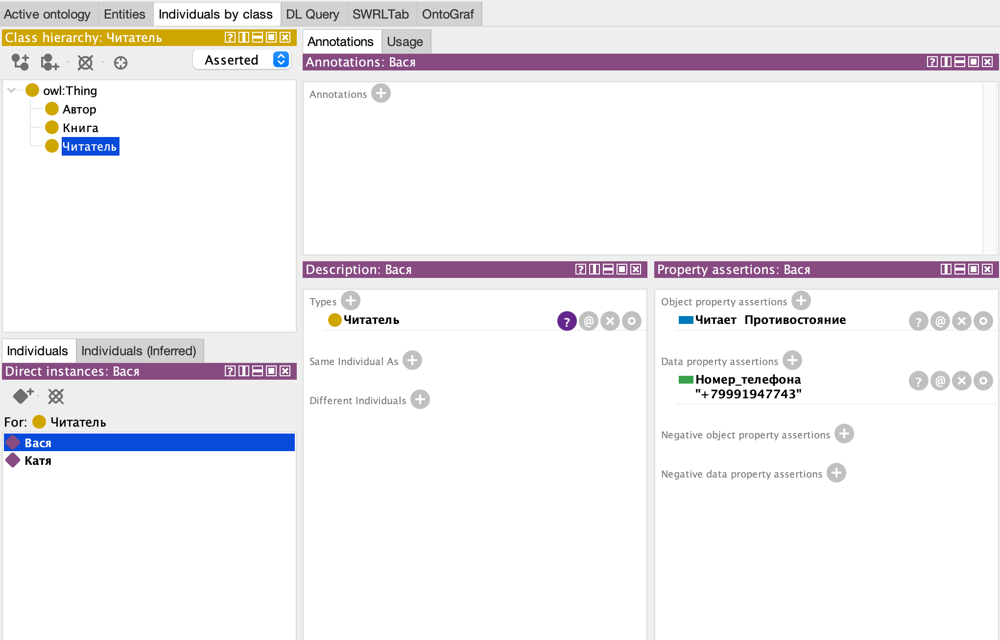 Active ontology Entities Individuals by class DL Query SWRLTab OntoGraf
Class hierarchy: Читатель
Asserted
owl:Thing
Автор
Книга
Читатель
Individuals Individuals (Inferred)
Direct instances: Вася
For: Читатель
Вася
Катя
Annotations Usage
Annotations: Вася
Annotations
Description: Вася
Types
Читатель
Same Individual As
Different Individuals
Property assertions: Вася
Object property assertions
Читает Противостояние
Data property assertions
Номер_телефона
"+79991947743"
Negative object property assertions
Negative data property assertions